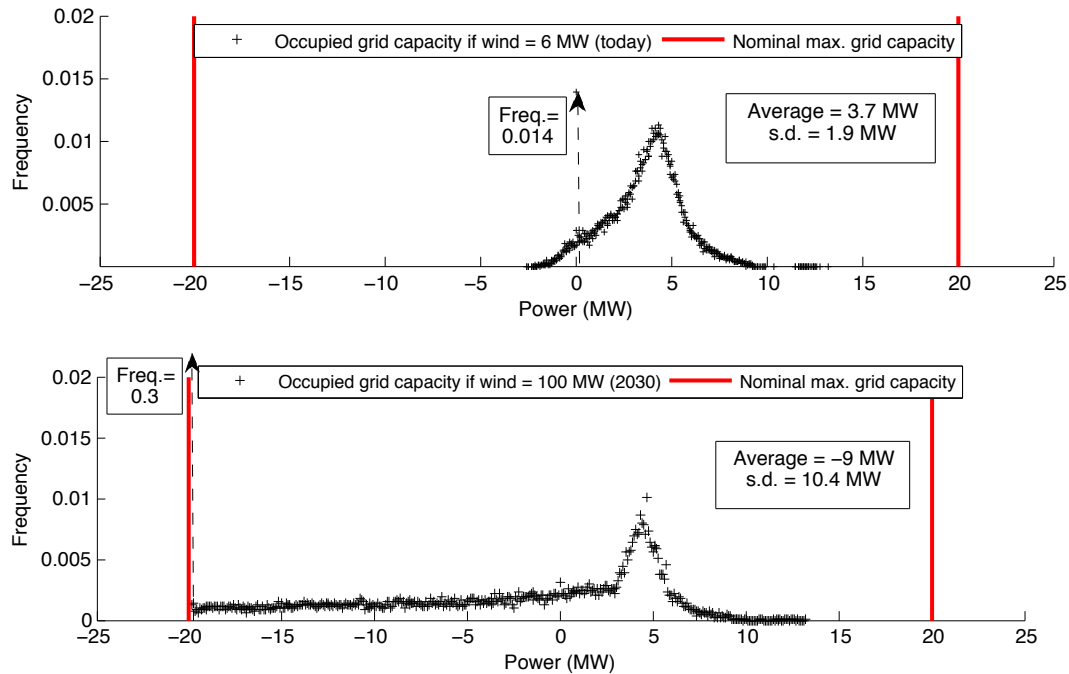 0.02
+ Occupied grid capacity if wind = 6 MW (today) Nominal max. grid capacity
0.015
Freq.=
0.014
Average = 3.7 MW
s.d. = 1.9 MW
Frequency
0.01
0.005
−25 −20 −15 −10 −5 0 5 10 15 20 25
Power (MW)
Freq.=
0.3
0.02
+ Occupied grid capacity if wind = 100 MW (2030) Nominal max. grid capacity
0.015
Average = −9 MW
s.d. = 10.4 MW
Frequency
0.01
0.005
0
−25 −20 −15 −10 −5 0 5 10 15 20 25
Power (MW)